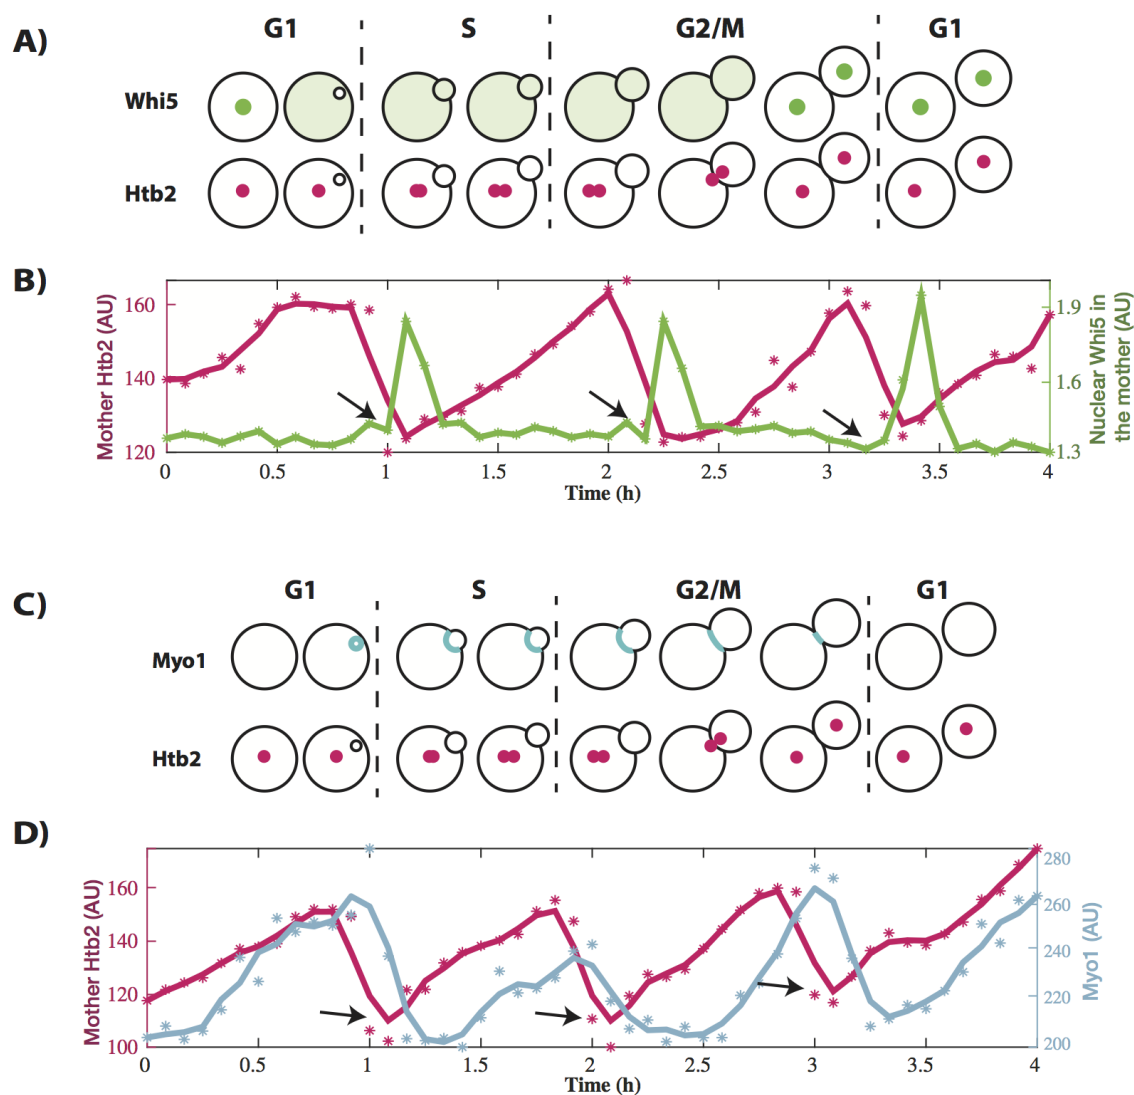 A)
G1 S G2/M G1
Whi5
Htb2
B)
Mother Htb2 (AU)
160
140
120
0 0.5 1 1.5 2 2.5 3 3.5 4
Time (h)
1.9
1.6
1.3
Nuclear Whi5 in
the mother (AU)
C)
G1 S G2/M G1
Myo1
Htb2
D)
Mother Htb2 (AU)
160
140
120
100
0 0.5 1 1.5 2 2.5 3 3.5 4
Time (h)
280
260
240
220
200
Myo1 (AU)